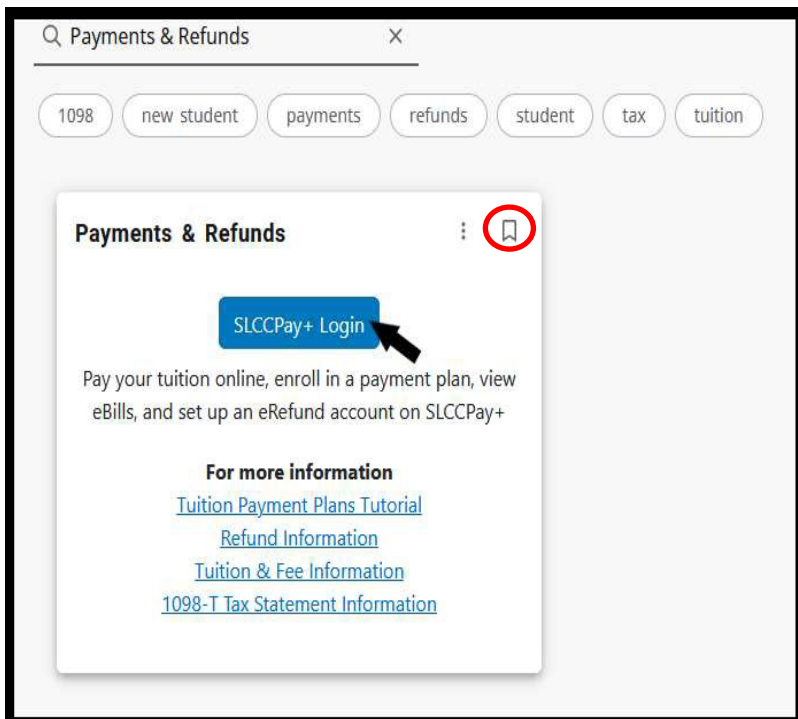 Payments & Refunds
1098 new student payments refunds student tax tuition
Payments & Refunds
SLCCPay+ Login
Pay your tuition online, enroll in a payment plan, view
eBills, and set up an eRefund account on SLCCPay+
For more information
Tuition Payment Plans Tutorial
Refund Information
Tuition & Fee Information
1098-T Tax Statement Information